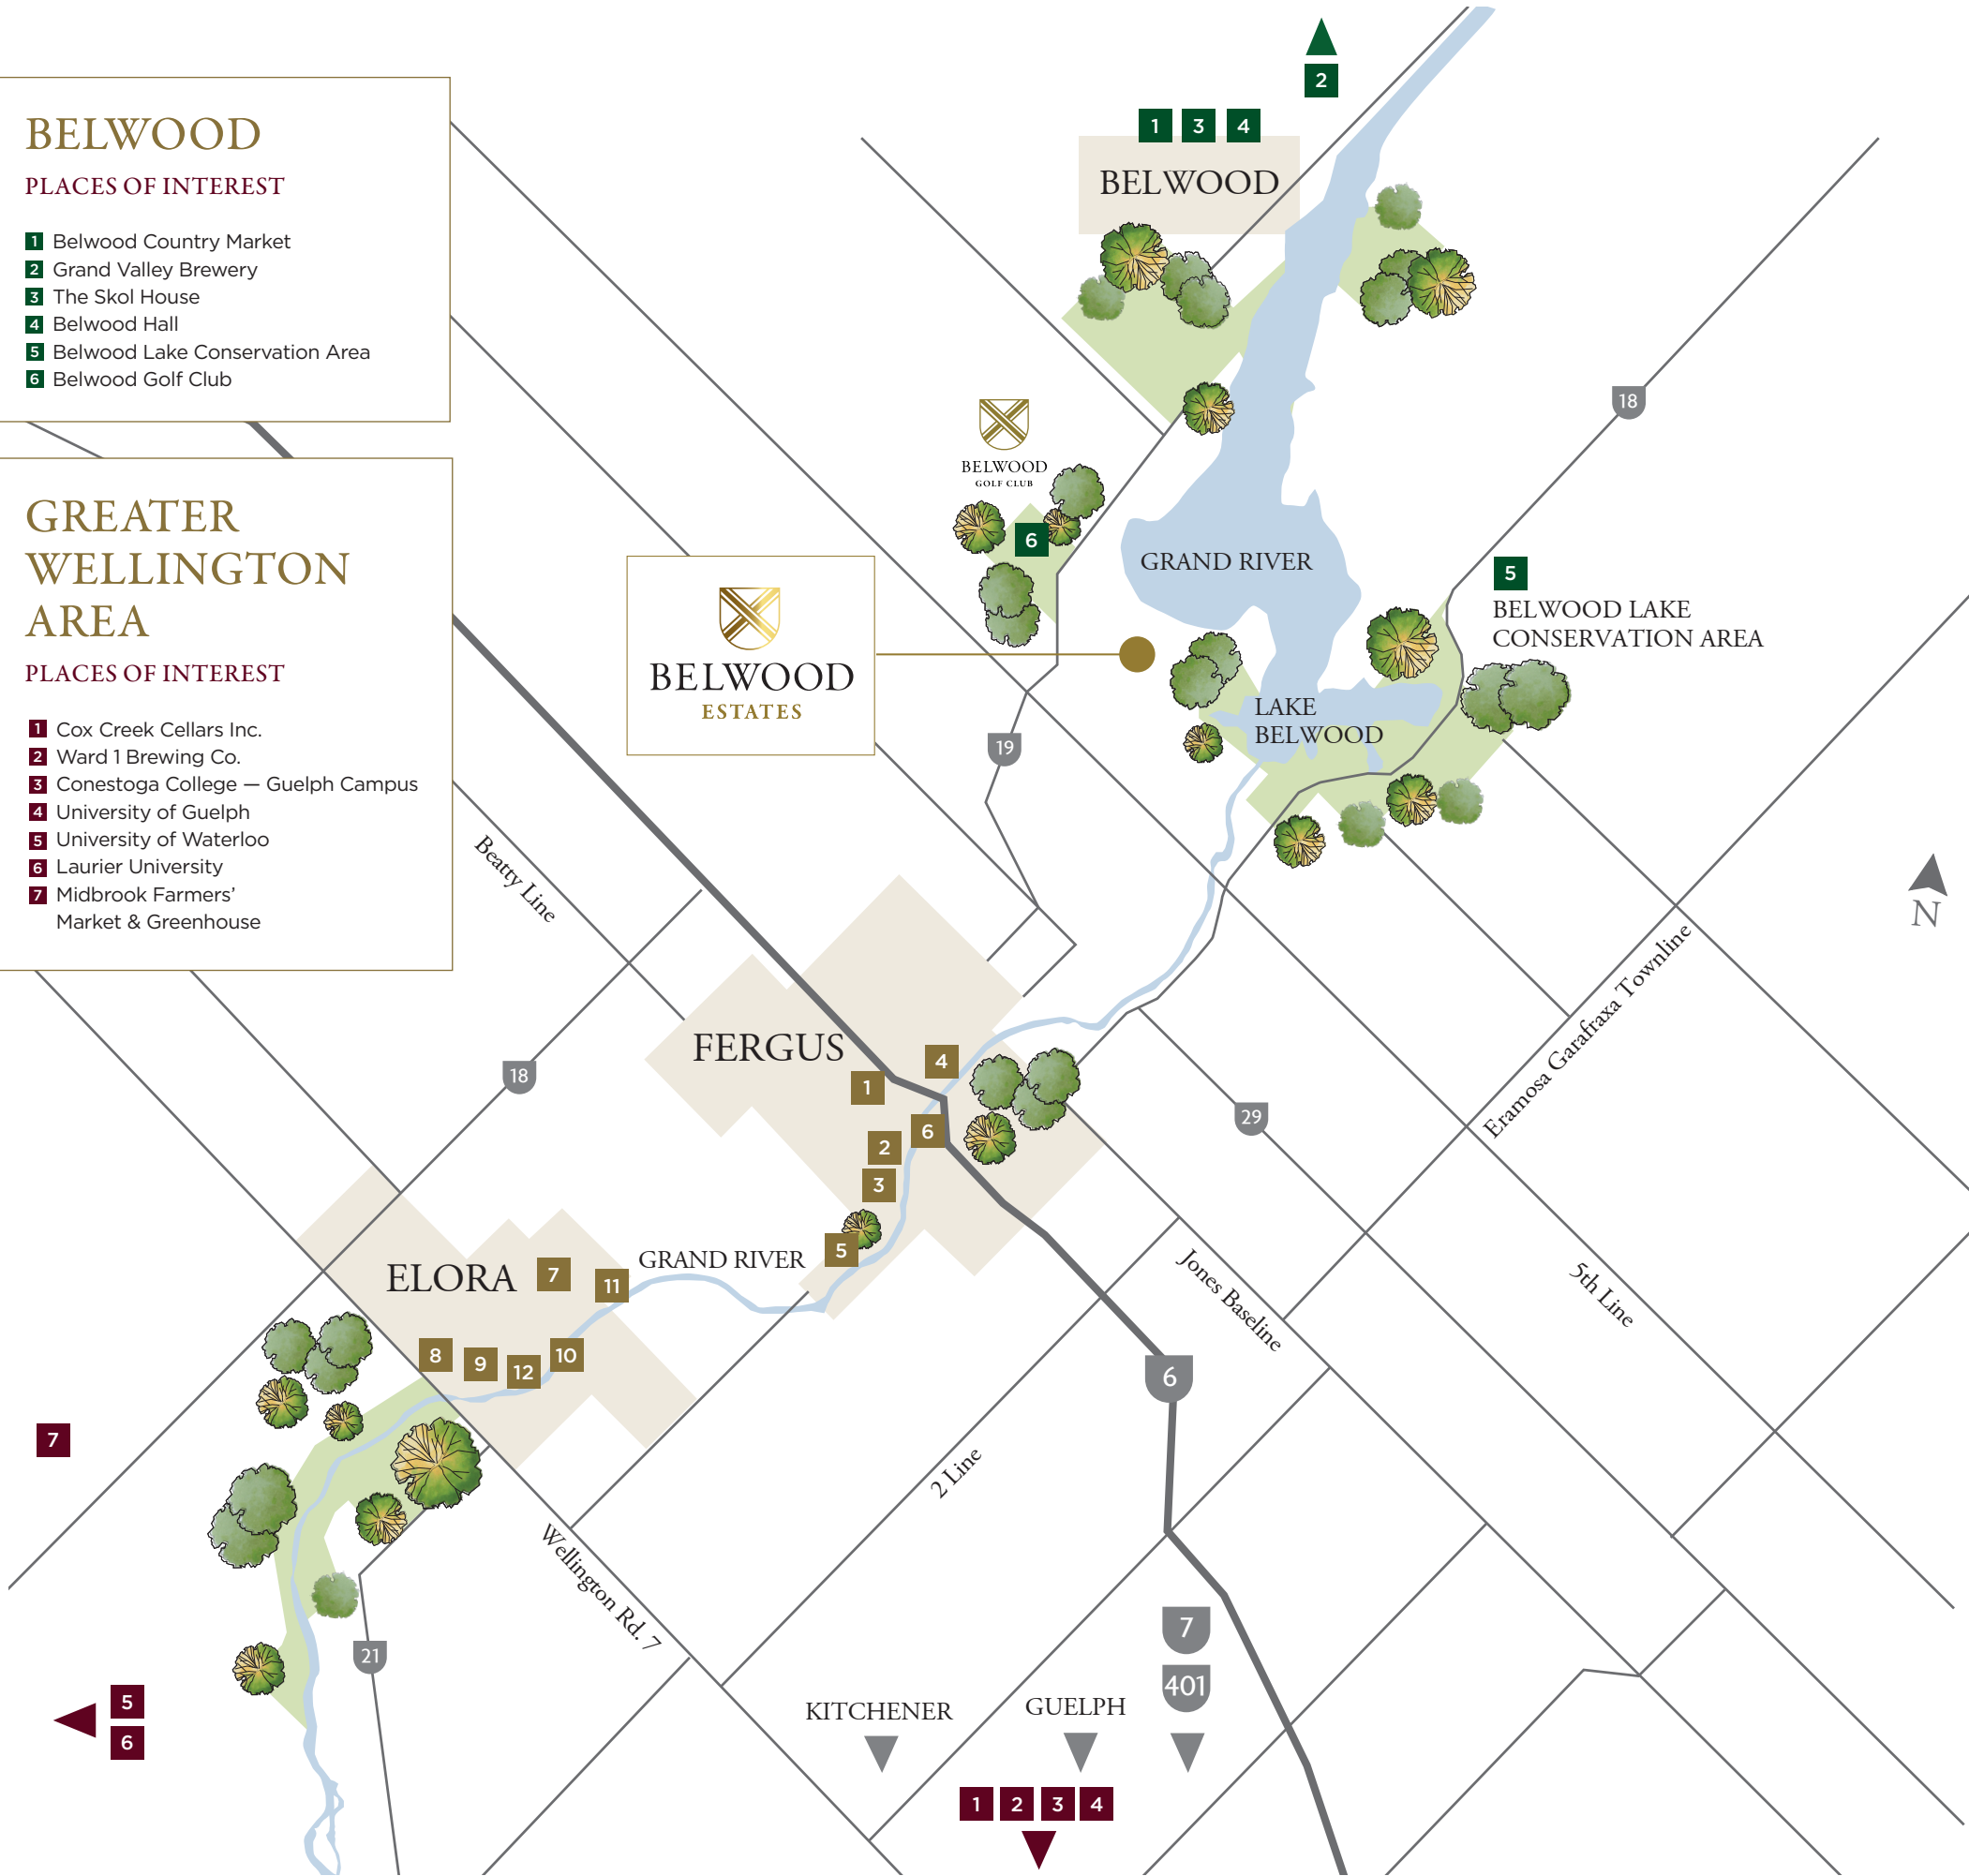 BELWOOD
PLACES OF INTEREST
1 Belwood Country Market
2 Grand Valley Brewery
3 The Skol House
4 Belwood Hall
5 Belwood Lake Conservation Area
6 Belwood Golf Club
GREATER
WELLINGTON
AREA
PLACES OF INTEREST
1 Cox Creek Cellars Inc.
2 Ward 1 Brewing Co.
3 Conestoga College — Guelph Campus
4 University of Guelph
5 University of Waterloo
6 Laurier University
7 Midbrook Farmers’
Market & Greenhouse
2
1 3 4
BELWOOD
18
BELWOOD
GOLF CLUB
6
GRAND RIVER
5
BELWOOD LAKE
CONSERVATION AREA
BELWOOD
ESTATES
LAKE
BELWOOD
19
Beatty Line
N
Eramosa Garafraxa Townline
18
FERGUS
4
1
6
2
3
29
5
GRAND RIVER
ELORA
7
11
8
9
12
10
Jones Baseline
5th Line
6
7
2 Line
Wellington Rd. 7
21
7
401
5
6
KITCHENER
GUELPH
1 2 3 4